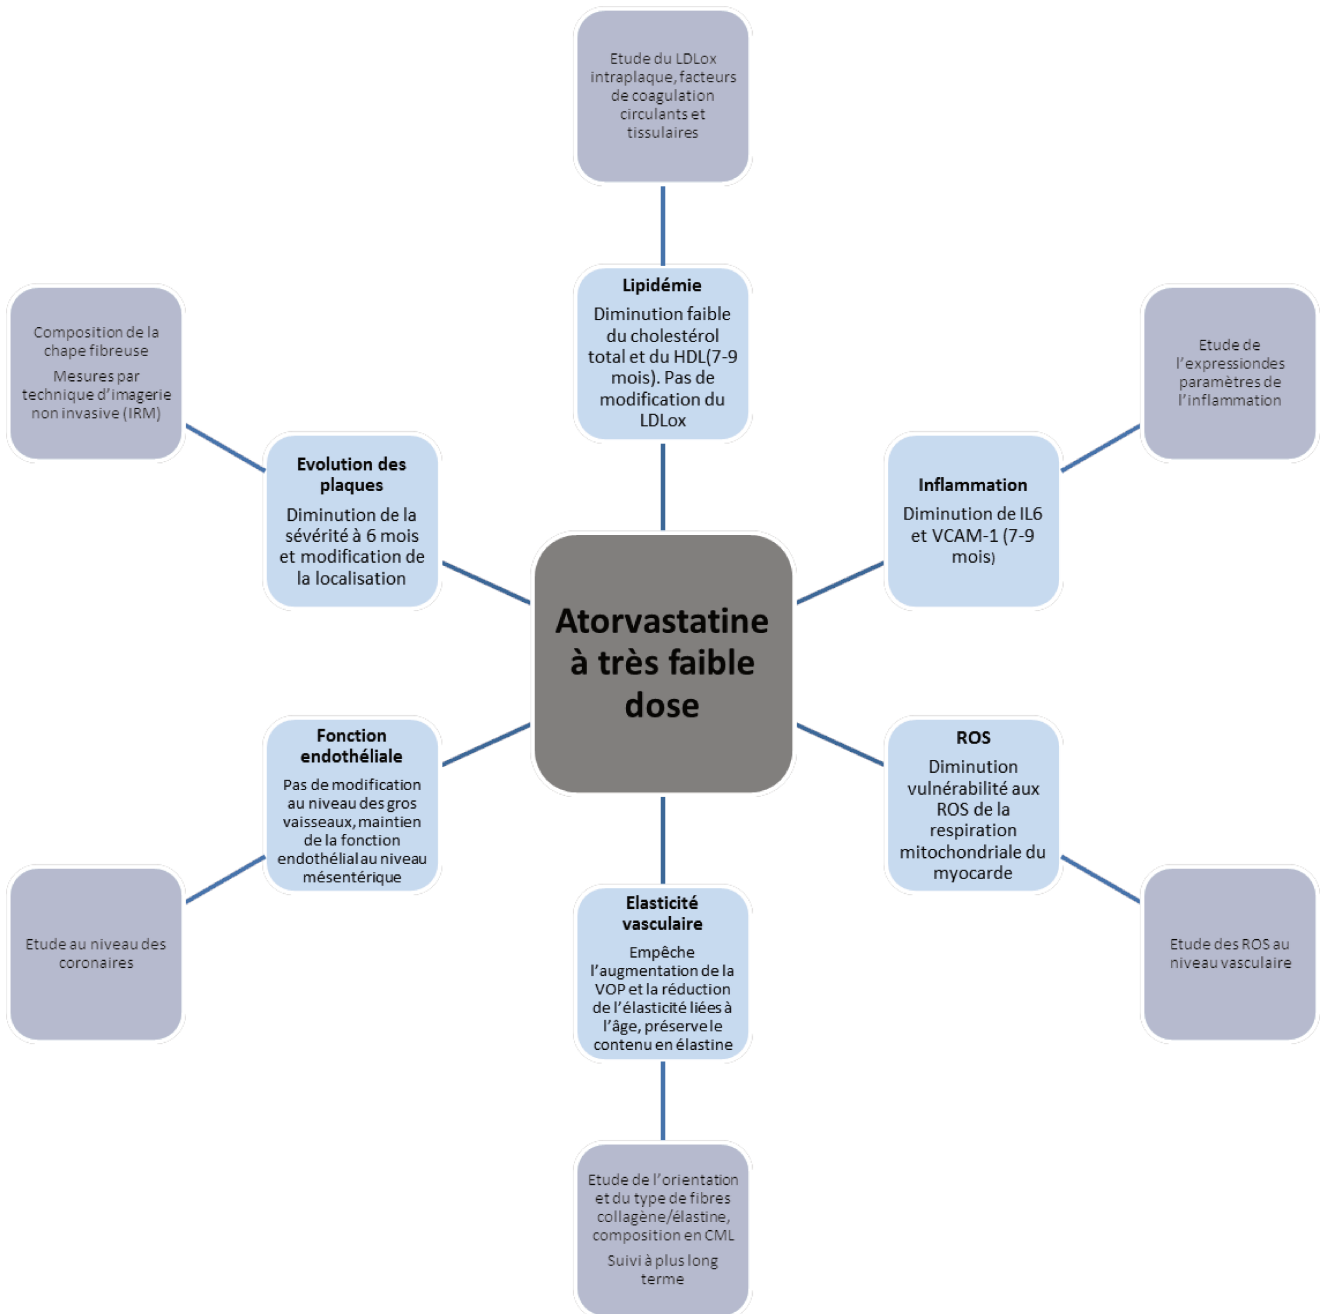 Etude du LDLox
intraplaque, facteurs
de coagulation
circulants et
tissulaires
Lipidémie
Diminution faible
du cholestérol
total et du HDL(7-9
mois). Pas de
modification du
LDLox
Composition de la
chape fibreuse
Mesures par
technique d'imagerie
non invasive (IRM)
Evolution des
plaques
Diminution de la
sévérité à 6 mois
et modification de
la localisation
Etude de
l'expressiondes
paramètres de
l'inflammation
Inflammation
Diminution de IL6
et VCAM-1 (7-9
mois)
Atorvastatine
à très faible
dose
Fonction
endothéliale
Pas de modification
au niveau des gros
vaisseaux, maintien
de la fonction
endothélial au niveau
mésentérique
Etude au niveau des
coronaires
ROS
Diminution
vulnérabilité aux
ROS de la
respiration
mitochondriale du
myocarde
Etude des ROS au
niveau vasculaire
Elasticité
vasculaire
Empêche
l'augmentation de la
VOP et la réduction
de l'élasticité liées à
l'âge, préserve le
contenu en élastine
Etude de l'orientation
et du type de fibres
collagène/élastine,
composition en CML
Suivi à plus long
terme